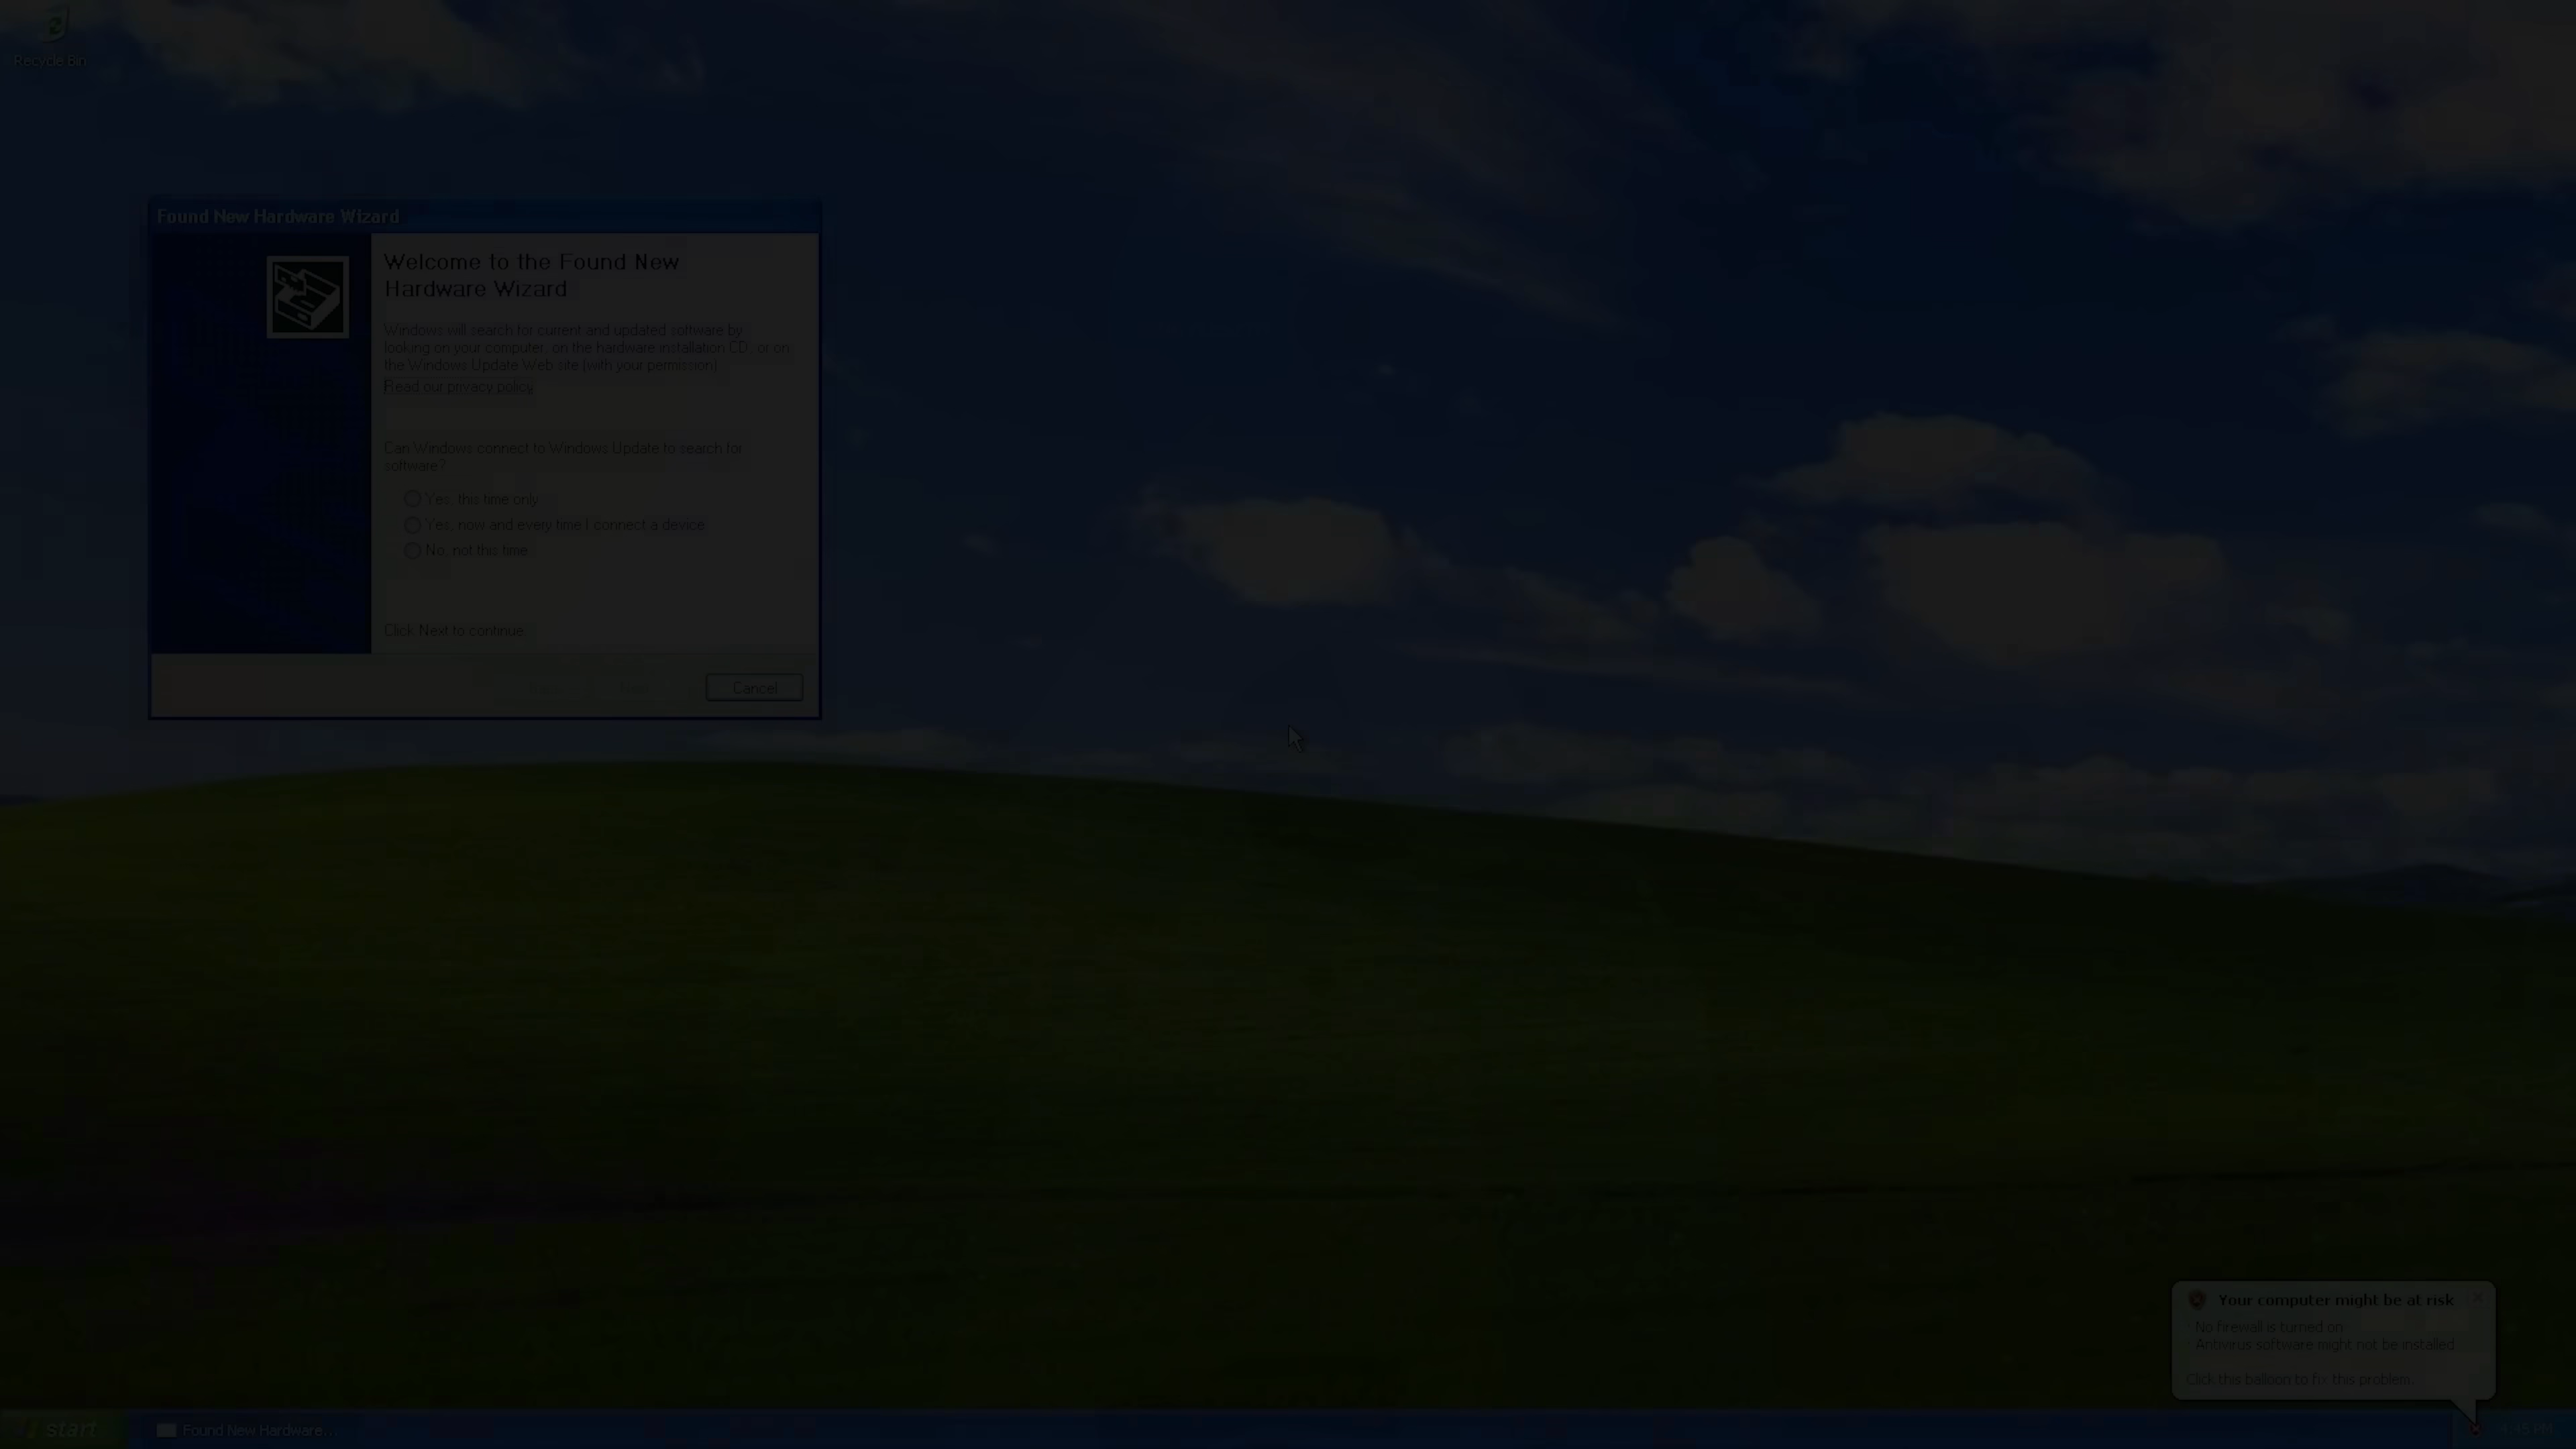 Recycle Bin
Found New Hardware Wizard
Welcome to the Found New
Hardware Wizard
Windows will search for current and updated software by
looking on your computer, on the hardware installation CD, or on
the Windows Update Web site (with your permission).
Read our privacy policy
Can Windows connect to Windows Update to search for
software?
Yes, this time only
Yes, now and every time I connect a device
No, not this time
Click Next to continue.
Cancel
Your computer might be at risk
No firewall is turned on
Antivirus software might not be installed
Click this balloon to fix this problem.
start
Found New Hardware...